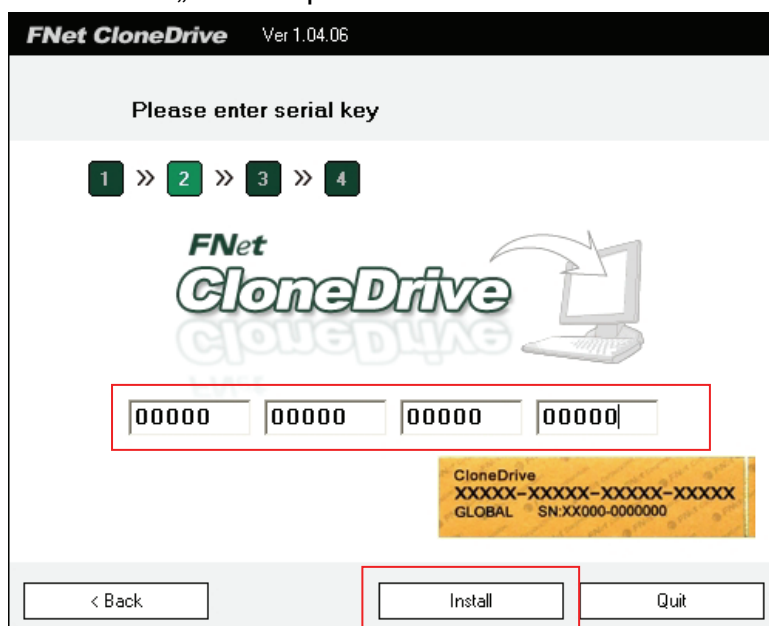 FNet CloneDrive Ver 1.04.06
Please enter serial key
1 » 2 » 3 » 4
FNet
CloneDrive
00000 00000 00000 00000
CloneDrive
XXXXX-XXXXX-XXXXX-XXXXX
GLOBAL SN:XX000-0000000
< Back Install Quit